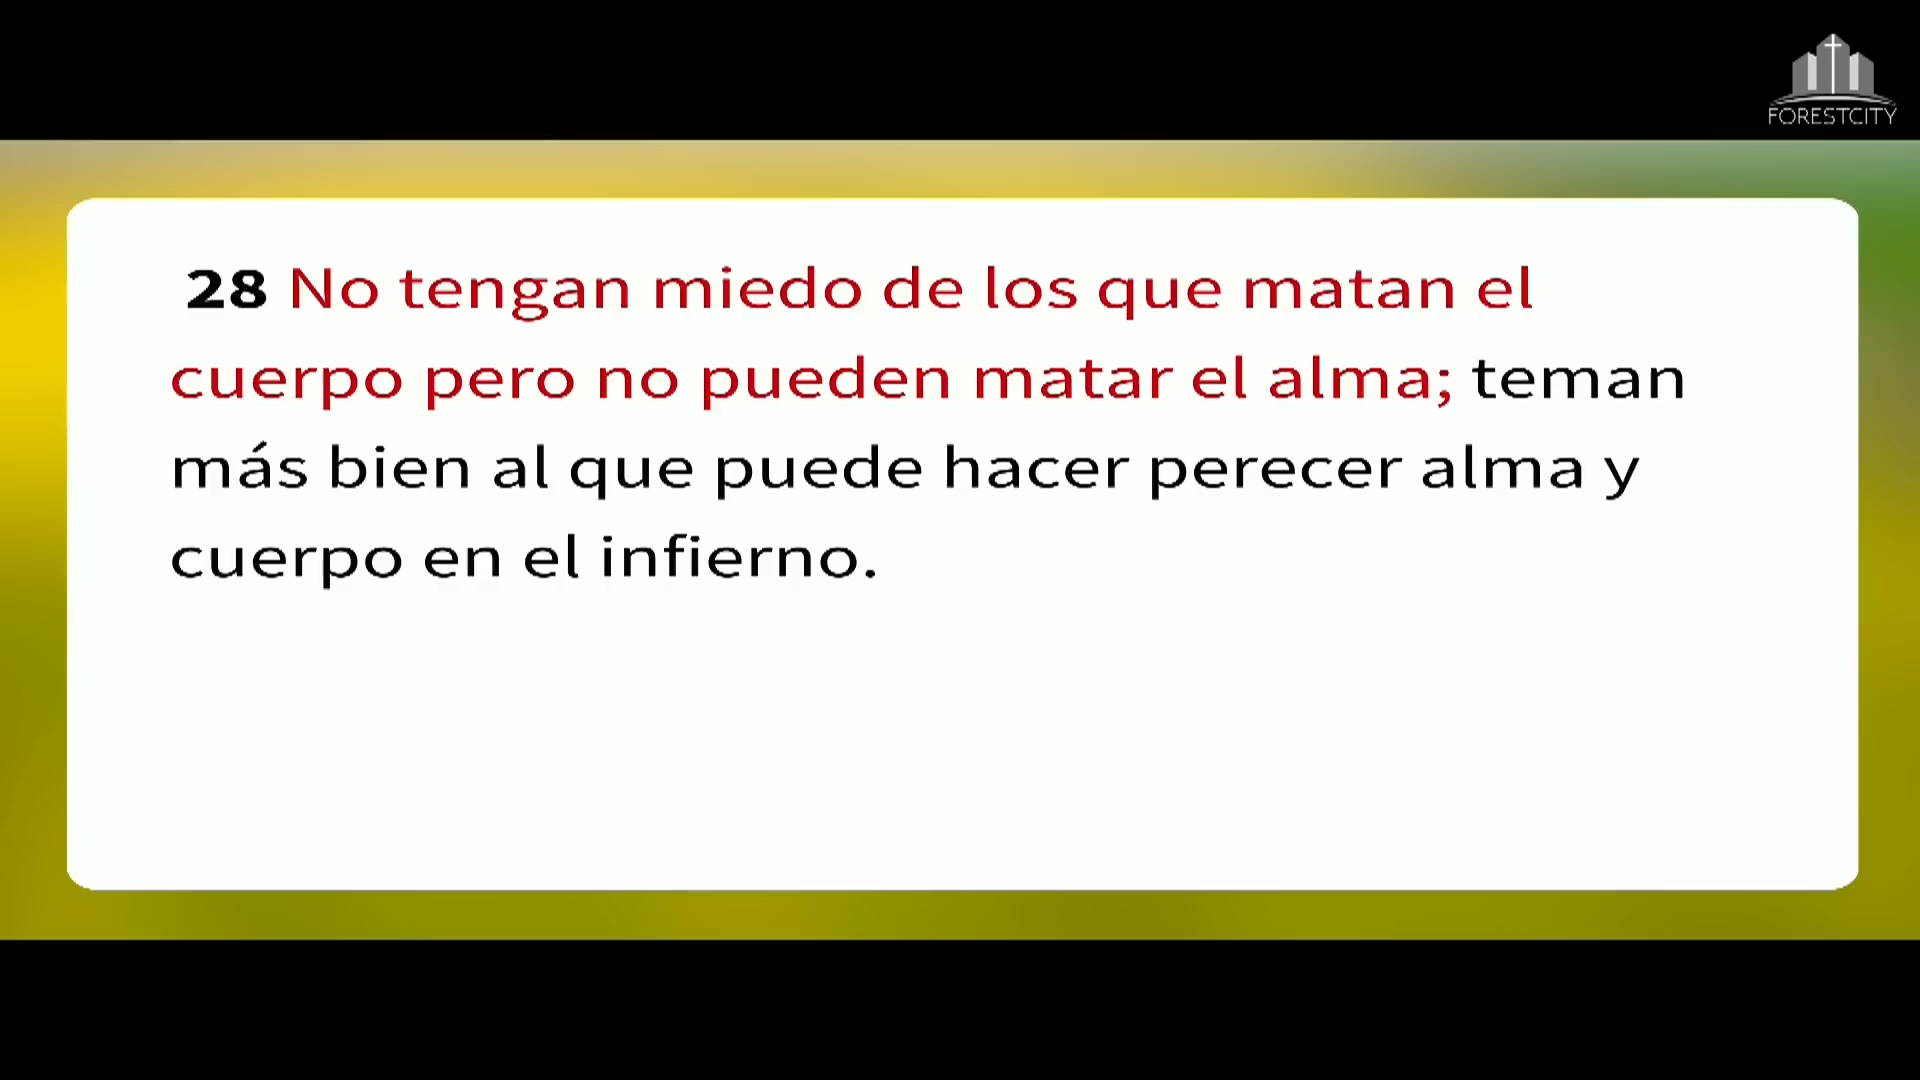 FORESTCITY
28 No tengan miedo de los que matan el
cuerpo pero no pueden matar el alma; teman
más bien al que puede hacer perecer alma y
cuerpo en el infierno.